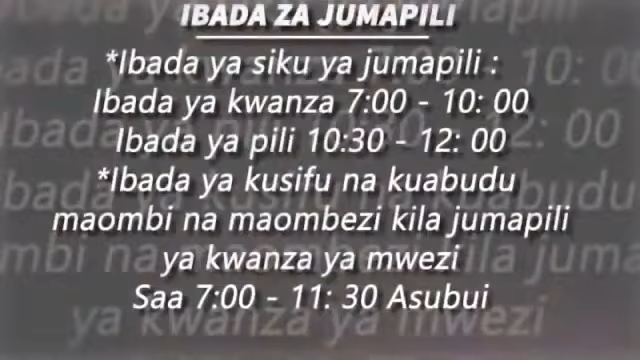 IBADA ZA JUMAPILI
*Ibada ya siku ya jumapili :
Ibada ya kwanza 7:00 - 10: 00
Ibada ya pili 10:30 - 12: 00
*Ibada ya kusifu na kuabudu
maombi na maombezi kila jumapili
ya kwanza ya mwezi
Saa 7:00 - 11: 30 Asubui